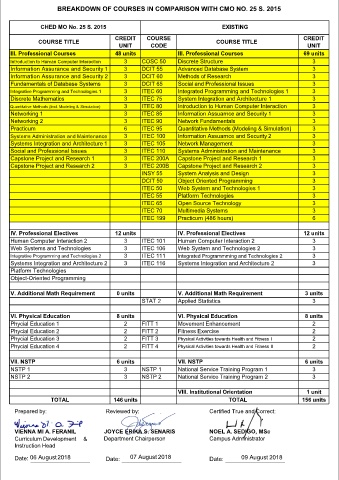 BREAKDOWN OF COURSES IN COMPARISON WITH CMO NO. 25 S. 2015
CHED MO No. 25 S. 2015 EXISTING
COURSE TITLE CREDIT UNIT COURSE CODE COURSE TITLE CREDIT UNIT
III. Professional Courses 48 units III. Professional Courses 69 units
Introduction to Human Computer Interaction 3 COSC 50 Discrete Structure 3
Information Assurance and Security 1 3 DCIT 55 Advanced Database System 3
Information Assurance and Security 2 3 DCIT 60 Methods of Research 3
Fundamentals of Database Systems 3 DCIT 65 Social and Professional Issues 3
Integrative Programming and Technologies 1 3 ITEC 60 Integrated Programming and Technologies 1 3
Discrete Mathematics 3 ITEC 75 System Integration and Architecture 1 3
Quantitative Methods (incl. Modeling & Simulation) 3 ITEC 80 Introduction to Human Computer Interaction 3
Networking 1 3 ITEC 85 Information Assurance and Security 1 3
Networking 2 3 ITEC 90 Network Fundamentals 3
Practicum 6 ITEC 95 Quantitative Methods (Modeling & Simulation) 3
Systems Administration and Maintenance 3 ITEC 100 Information Assurance and Security 2 3
Systems Integration and Architecture 1 3 ITEC 105 Network Management 3
Social and Professional Issues 3 ITEC 110 Systems Administration and Maintenance 3
Capstone Project and Research 1 3 ITEC 200A Capstone Project and Research 1 3
Capstone Project and Research 2 3 ITEC 200B Capstone Project and Research 2 3
INSY 55 System Analysis and Design 3
DCIT 50 Object Oriented Programming 3
ITEC 50 Web System and Technologies 1 3
ITEC 55 Platform Technologies 3
ITEC 65 Open Source Technology 3
ITEC 70 Multimedia Systems 3
ITEC 199 Practicum (486 hours) 6
IV. Professional Electives 12 units IV. Professional Electives 12 units
Human Computer Interaction 2 3 ITEC 101 Human Computer Interaction 2 3
Web Systems and Technologies 3 ITEC 106 Web System and Technologies 2 3
Integrative Programming and Technologies 2 3 ITEC 111 Integrated Programming and Technologies 2 3
Systems Integration and Architecture 2 3 ITEC 116 Systems Integration and Architecture 2 3
Platform Technologies
Object-Oriented Programming
V. Additional Math Requirement 0 units V. Additional Math Requirement 3 units
STAT 2 Applied Statistics 3
VI. Physical Education 8 units VI. Physical Education 8 units
Phycial Education 1 2 FITT 1 Movement Enhancement 2
Phycial Education 2 2 FITT 2 Fitness Exercise 2
Phycial Education 3 2 FITT 3 Physical Activities towards Health and Fitness I 2
Phycial Education 4 2 FITT 4 Physical Activities towards Health and Fitness II 2
VII. NSTP 6 units VII. NSTP 6 units
NSTP 1 3 NSTP 1 National Service Training Program 1 3
NSTP 2 3 NSTP 2 National Service Training Program 2 3
VIII. Institutional Orientation 1 unit
TOTAL 146 units TOTAL 156 units
Prepared by: Reviewed by: Certified True and Correct:
VIENNA MI A. FERANIL JOYCE ERIKA S. SENARIS NOEL A. SEDIGO, MSc
Curriculum Development & Department Chairperson Campus Administrator
Instruction Head
Date: 06 August 2018 Date: 07 August 2018 Date: 09 August 2018